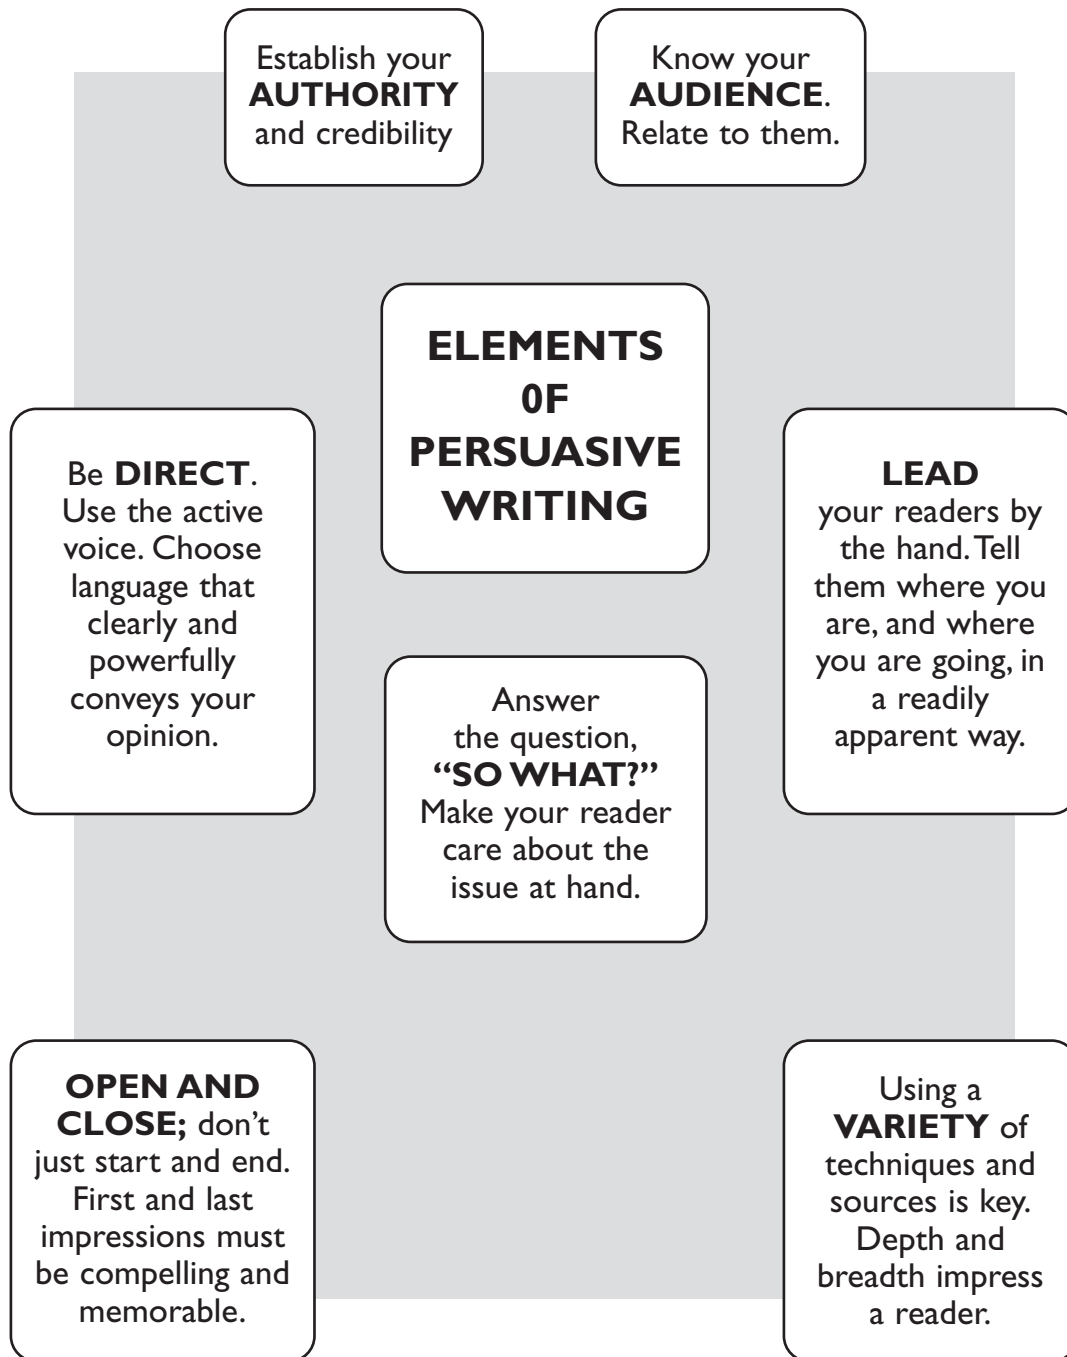 Establish your
AUTHORITY
and credibility
Know your
AUDIENCE.
Relate to them.
ELEMENTS
0F
PERSUASIVE
WRITING
Be DIRECT.
Use the active
voice. Choose
language that
clearly and
powerfully
conveys your
opinion.
LEAD
your readers by
the hand. Tell
them where you
are, and where
you are going, in
a readily
apparent way.
Answer
the question,
“SO WHAT?”
Make your reader
care about the
issue at hand.
OPEN AND
CLOSE; don’t
just start and end.
First and last
impressions must
be compelling and
memorable.
Using a
VARIETY of
techniques and
sources is key.
Depth and
breadth impress
a reader.